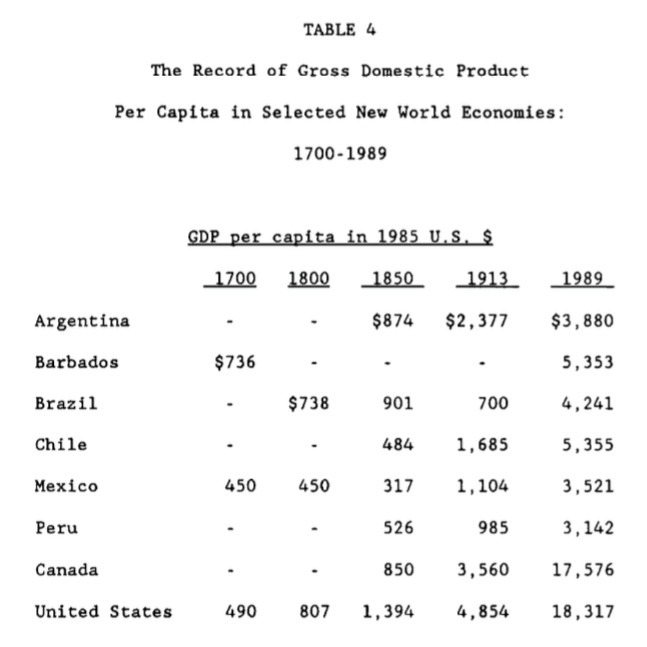 TABLE 4
The Record of Gross Domestic Product
Per Capita in Selected New World Economies:
1700-1989
GDP per capita in 1985 U.S. $
1700 1800 1850 1913 1989
Argentina - - $874 $2,377 $3,880
Barbados $736 - - - 5,353
Brazil - $738 901 700 4,241
Chile - - 484 1,685 5,355
Mexico 450 450 317 1,104 3,521
Peru - - 526 985 3,142
Canada - - 850 3,560 17,576
United States 490 807 1,394 4,854 18,317